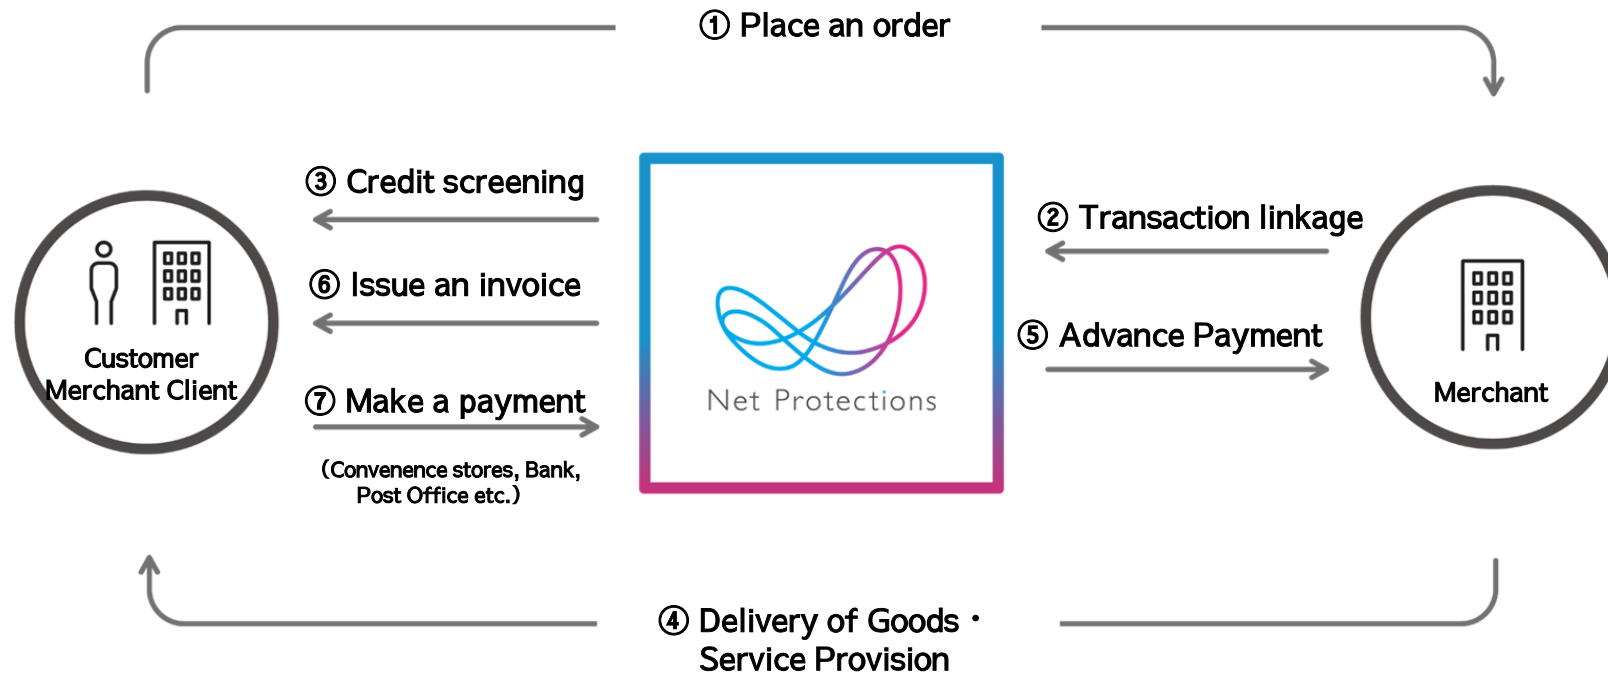 ① Place an order
③ Credit screening
② Transaction linkage
⑥ Issue an invoice
⑤ Advance Payment
Customer
Merchant Client
⑦ Make a payment
Net Protections
Merchant
(Convenence stores, Bank,
Post Office etc.)
④ Delivery of Goods・
Service Provision